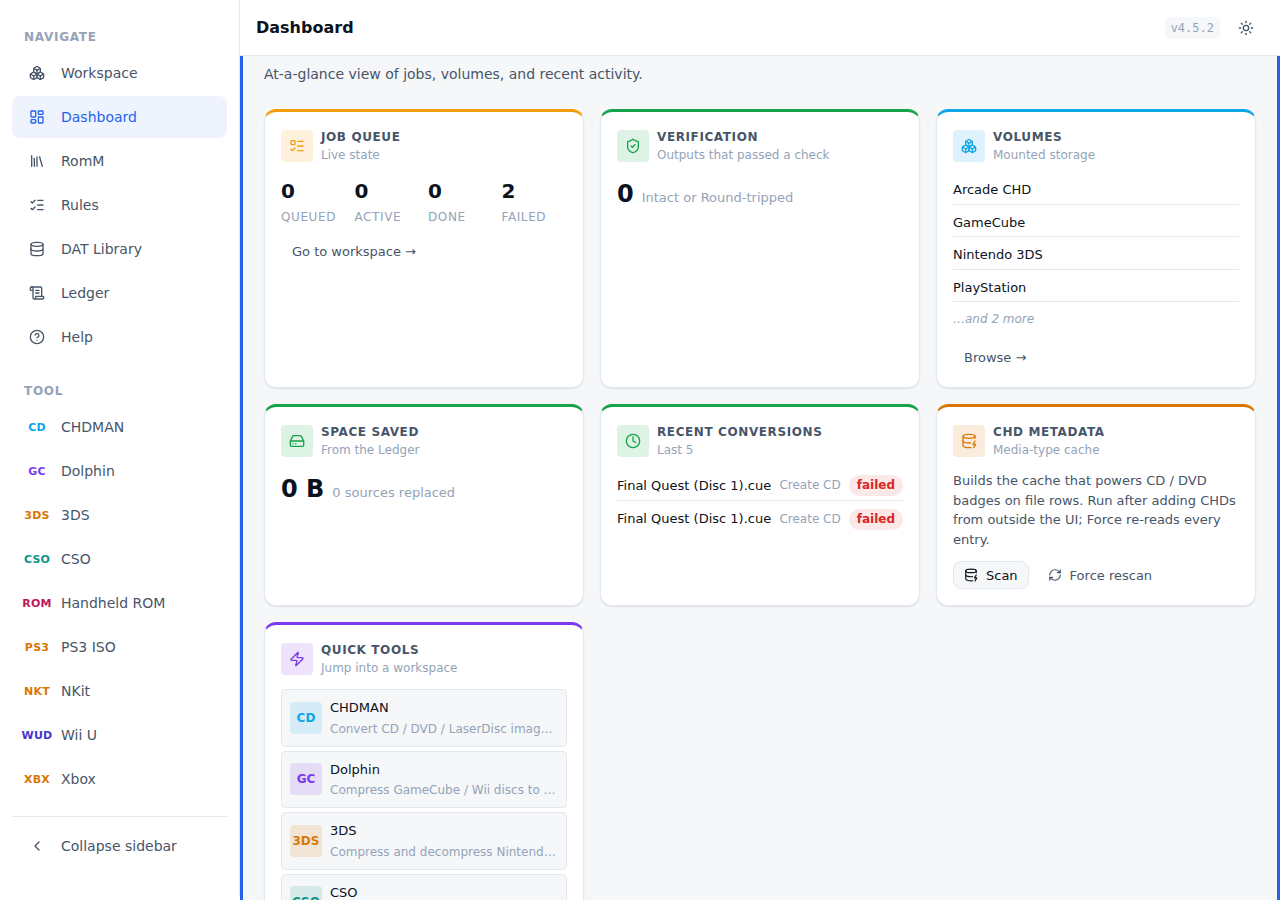 NAVIGATE
Workspace
Dashboard
RomM
Rules
DAT Library
Ledger
Help
TOOL
CD CHDMAN
GC Dolphin
3DS 3DS
CSO CSO
ROM Handheld ROM
PS3 PS3 ISO
NKT NKit
WUD Wii U
XBX Xbox
Collapse sidebar
Dashboard
v4.5.2
At-a-glance view of jobs, volumes, and recent activity.
JOB QUEUE
Live state
0 0 0 2
QUEUED ACTIVE DONE FAILED
Go to workspace →
VERIFICATION
Outputs that passed a check
0 Intact or Round-tripped
VOLUMES
Mounted storage
Arcade CHD
GameCube
Nintendo 3DS
PlayStation
…and 2 more
Browse →
SPACE SAVED
From the Ledger
0 B 0 sources replaced
RECENT CONVERSIONS
Last 5
Final Quest (Disc 1).cue Create CD failed
Final Quest (Disc 1).cue Create CD failed
CHD METADATA
Media-type cache
Builds the cache that powers CD / DVD
badges on file rows. Run after adding CHDs
from outside the UI; Force re-reads every
entry.
Scan Force rescan
QUICK TOOLS
Jump into a workspace
CD CHDMAN
Convert CD / DVD / LaserDisc imag…
GC Dolphin
Compress GameCube / Wii discs to …
3DS 3DS
Compress and decompress Nintend…
CSO CSO